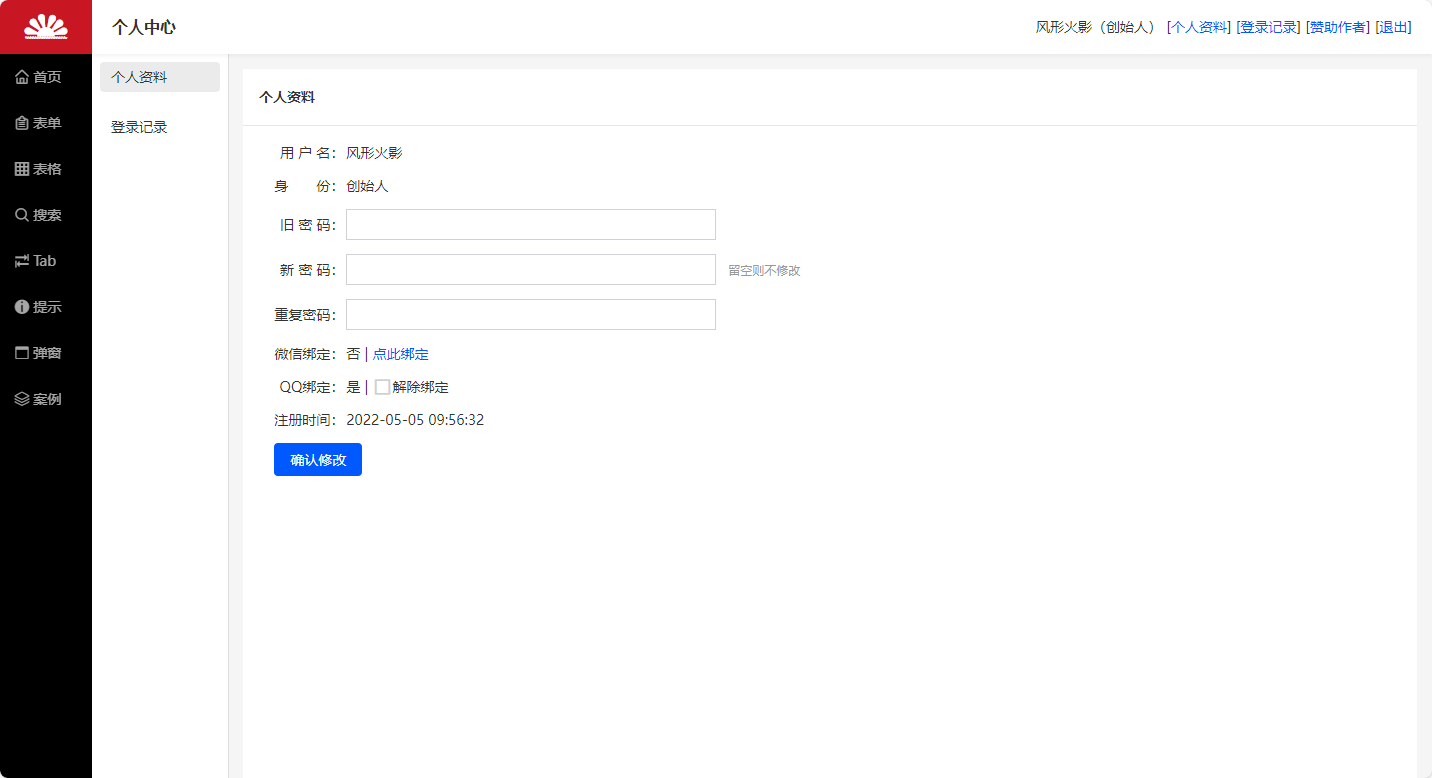 个人中心
风形火影（创始人） [个人资料] [登录记录] [赞助作者] [退出]
首页
表单
表格
搜索
Tab
提示
弹窗
案例
个人资料
登录记录
个人资料
用 户 名： 风形火影
身　　份： 创始人
旧 密 码：
新 密 码： 留空则不修改
重复密码：
微信绑定： 否 | 点此绑定
QQ绑定： 是 | 解除绑定
注册时间： 2022-05-05 09:56:32
确认修改